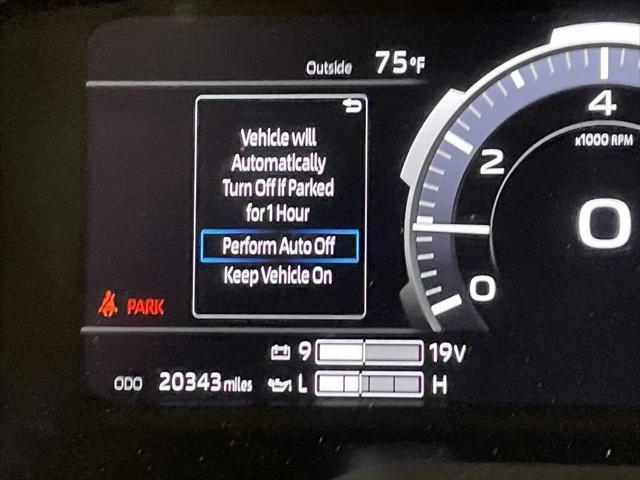 Outside 75°F
Vehicle will
Automatically
Turn Off if Parked
for 1 Hour
Perform Auto Off
Keep Vehicle On
PARK
4
x1000 RPM
2
0
0
9 19V
ODO 20343 miles L H